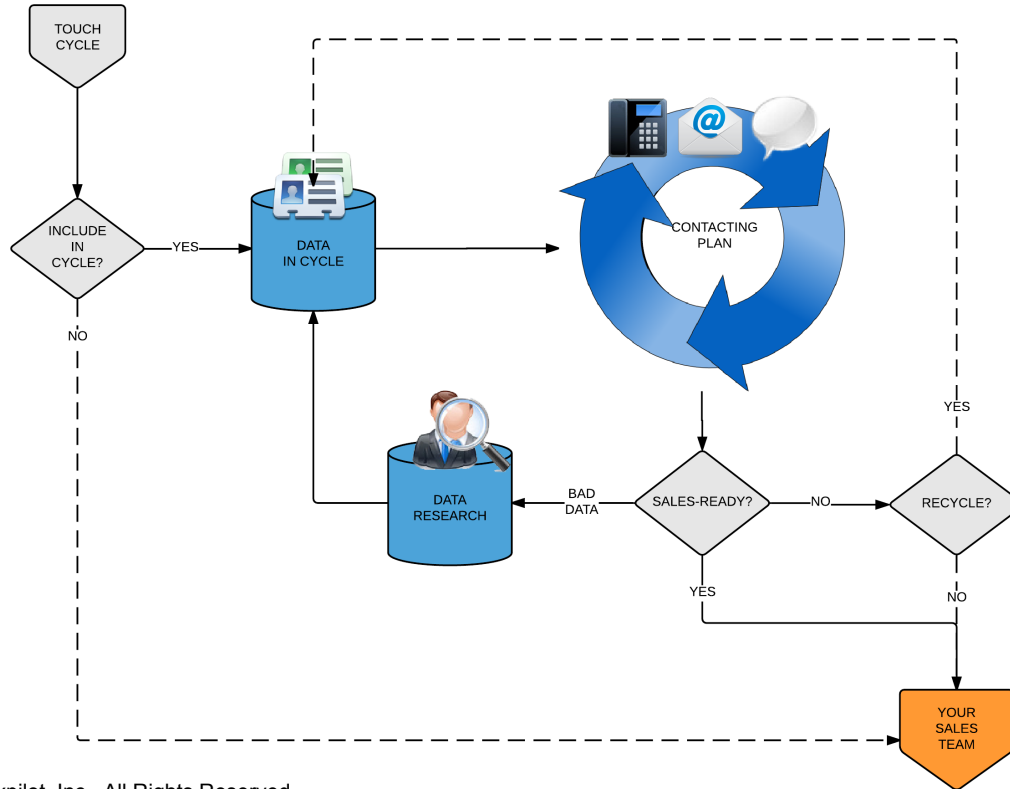 TOUCH
CYCLE
INCLUDE
IN
CYCLE?
YES
DATA
IN CYCLE
CONTACTING
PLAN
NO
YES
DATA
RESEARCH
BAD
DATA
SALES-READY?
NO
RECYCLE?
YES
NO
YOUR
SALES
TEAM
Inc. All Rights Reserved